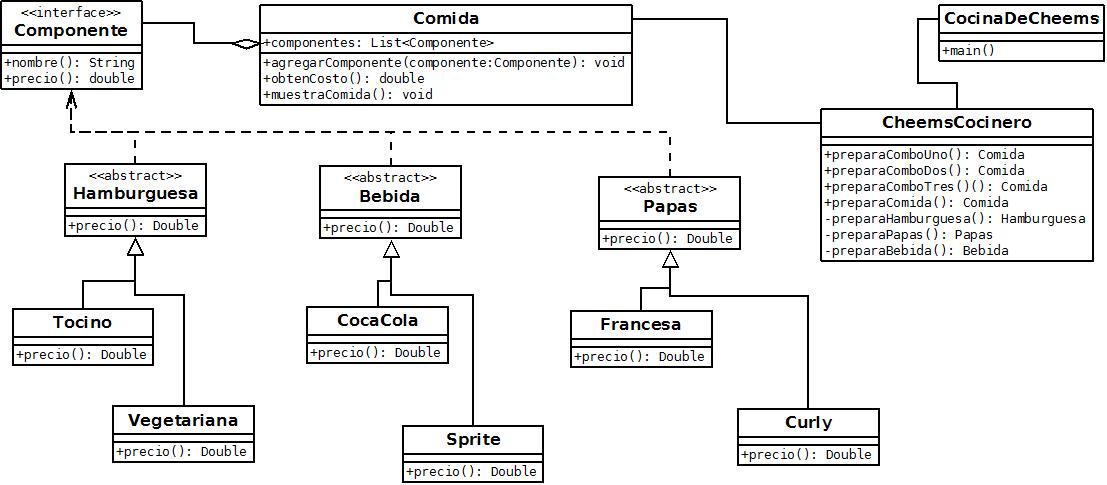 <<interface>>
Componente
+nombre(): String
+precio(): double
Comida
+componentes: List<Componente>
+agregarComponente(componente:Componente): void
+obtenCosto(): double
+muestraComida(): void
CocinaDeCheems
+main()
CheemsCocinero
+preparaComboUno(): Comida
+preparaComboDos(): Comida
+preparaComboTres()(): Comida
+preparaComida(): Comida
-preparaHamburguesa(): Hamburguesa
-preparaPapas(): Papas
-preparaBebida(): Bebida
<<abstract>>
Hamburguesa
+precio(): Double
<<abstract>>
Bebida
+precio(): Double
<<abstract>>
Papas
+precio(): Double
Tocino
+precio(): Double
CocaCola
+precio(): Double
Francesa
+precio(): Double
Vegetariana
+precio(): Double
Sprite
+precio(): Double
Curly
+precio(): Double